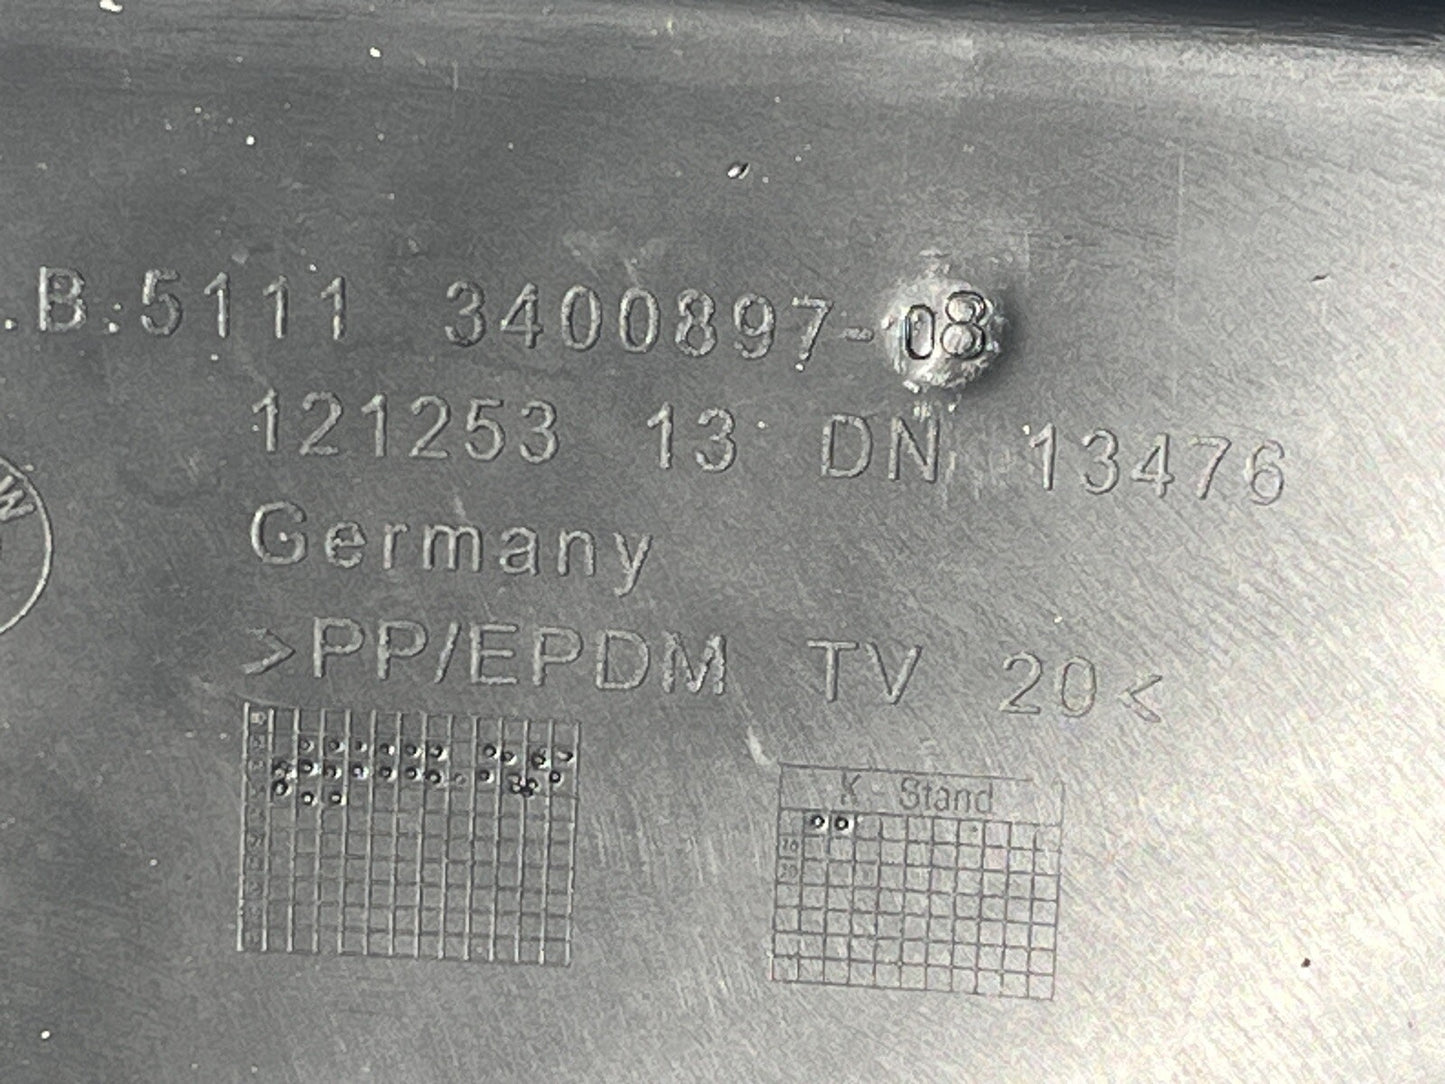 .B.:5111 3400897-08
121253 13 DN 13476
W
Germany
>PP/EPDM TV 20<
K - Stand